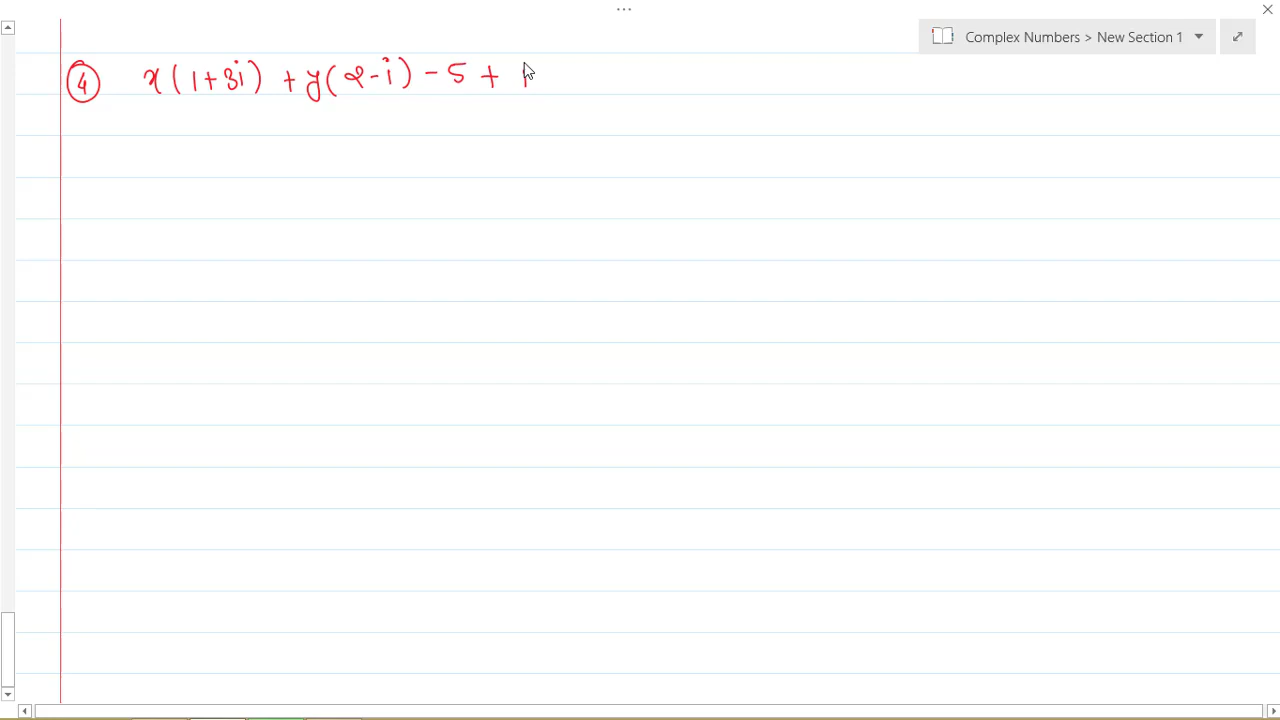 ...
Complex Numbers > New Section 1
④ x(1+3i) + y(2-i) - 5 +